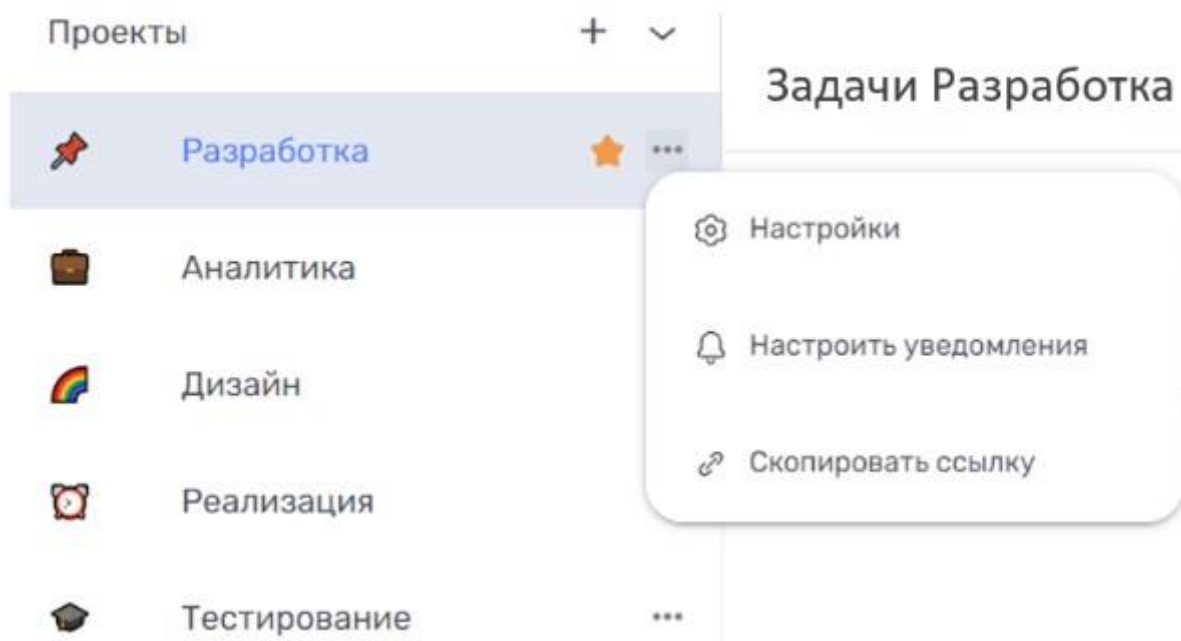 Проекты
Задачи Разработка
Разработка
Настройки
Аналитика
Настроить уведомления
Дизайн
Скопировать ссылку
Реализация
Тестирование